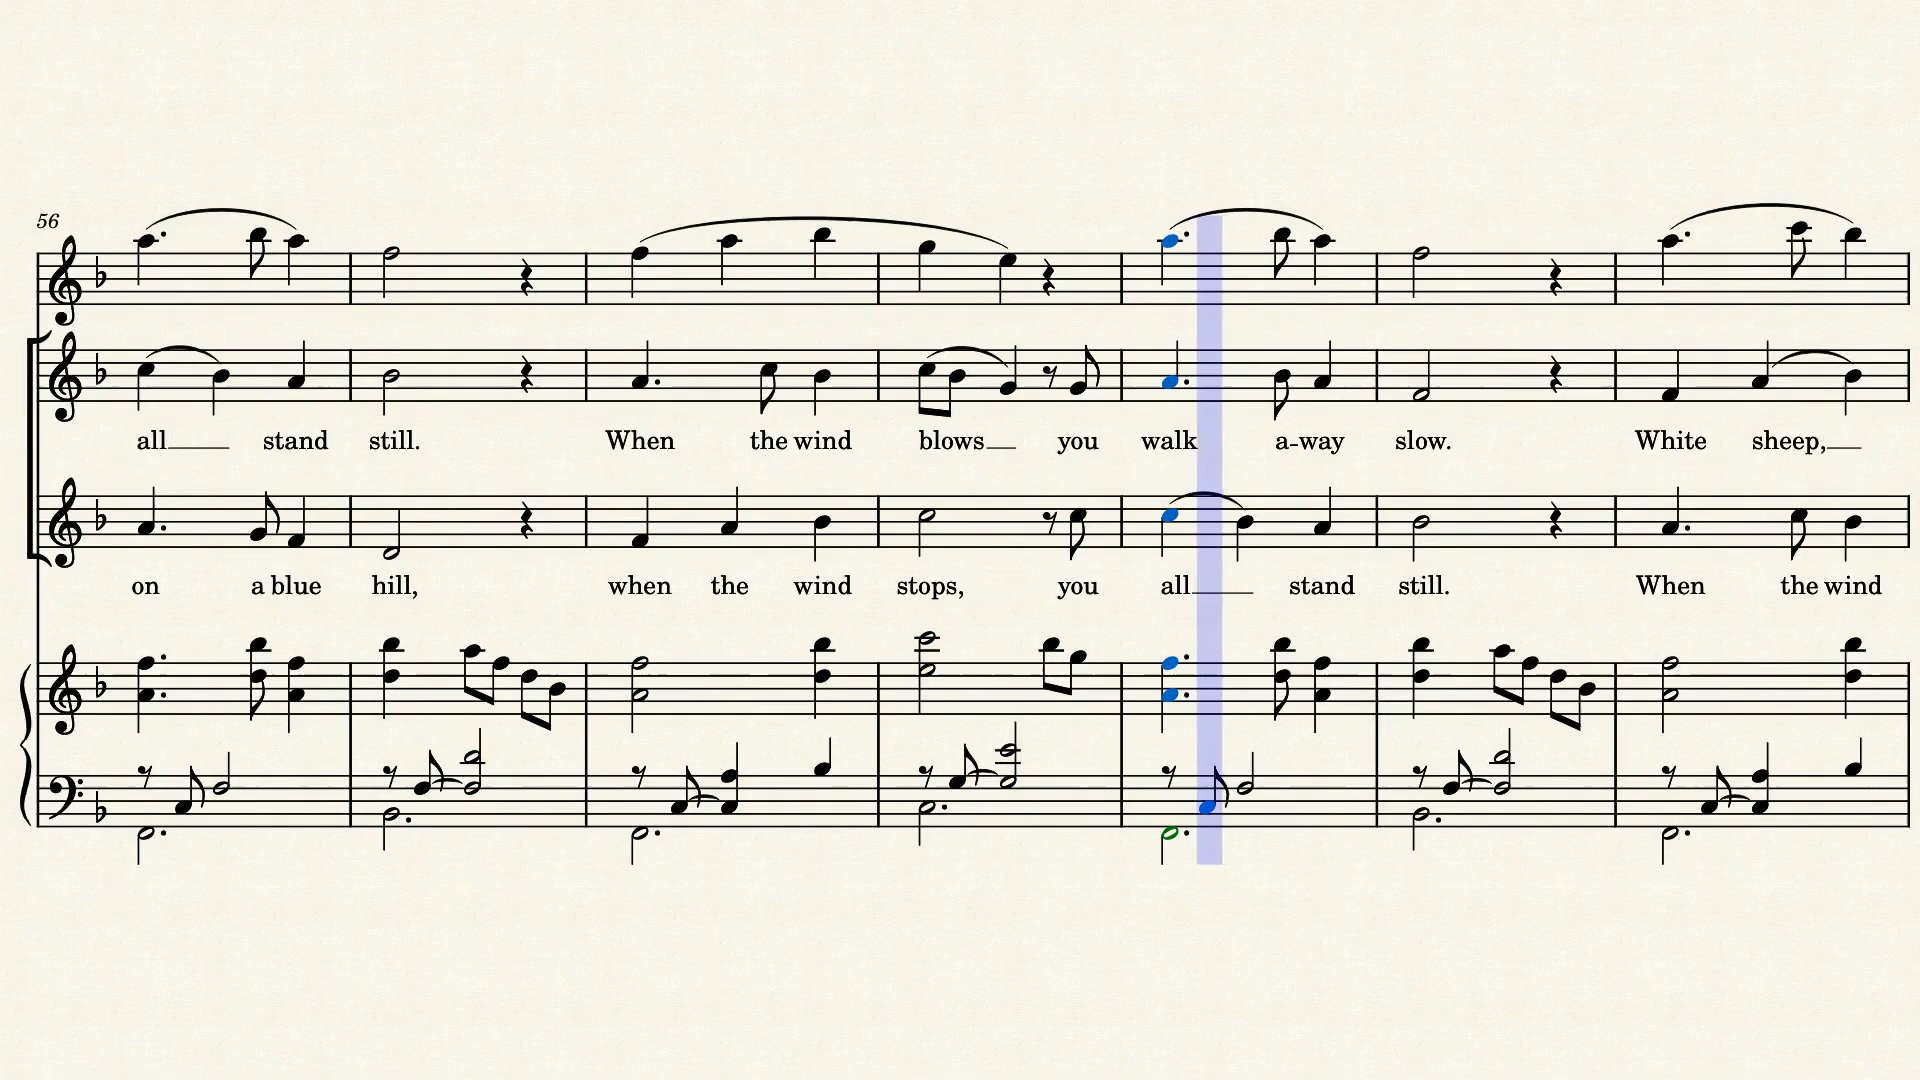 56
all stand still. When the wind blows you walk a-way slow. White sheep,
on a blue hill, when the wind stops, you all stand still. When the wind